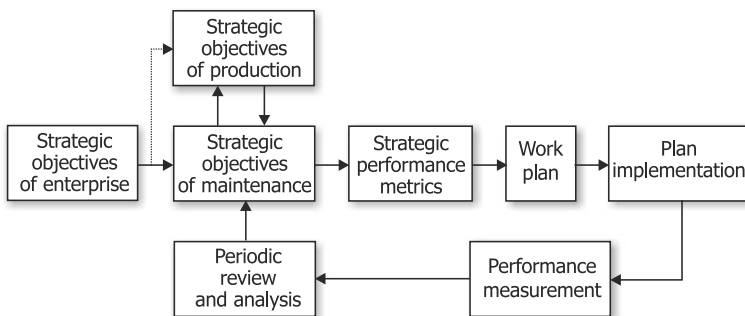 Strategic
objectives
of production
Strategic
objectives
of enterprise
Strategic
objectives
of maintenance
Strategic
performance
metrics
Work
plan
Plan
implementation
Periodic
review
and analysis
Performance
measurement